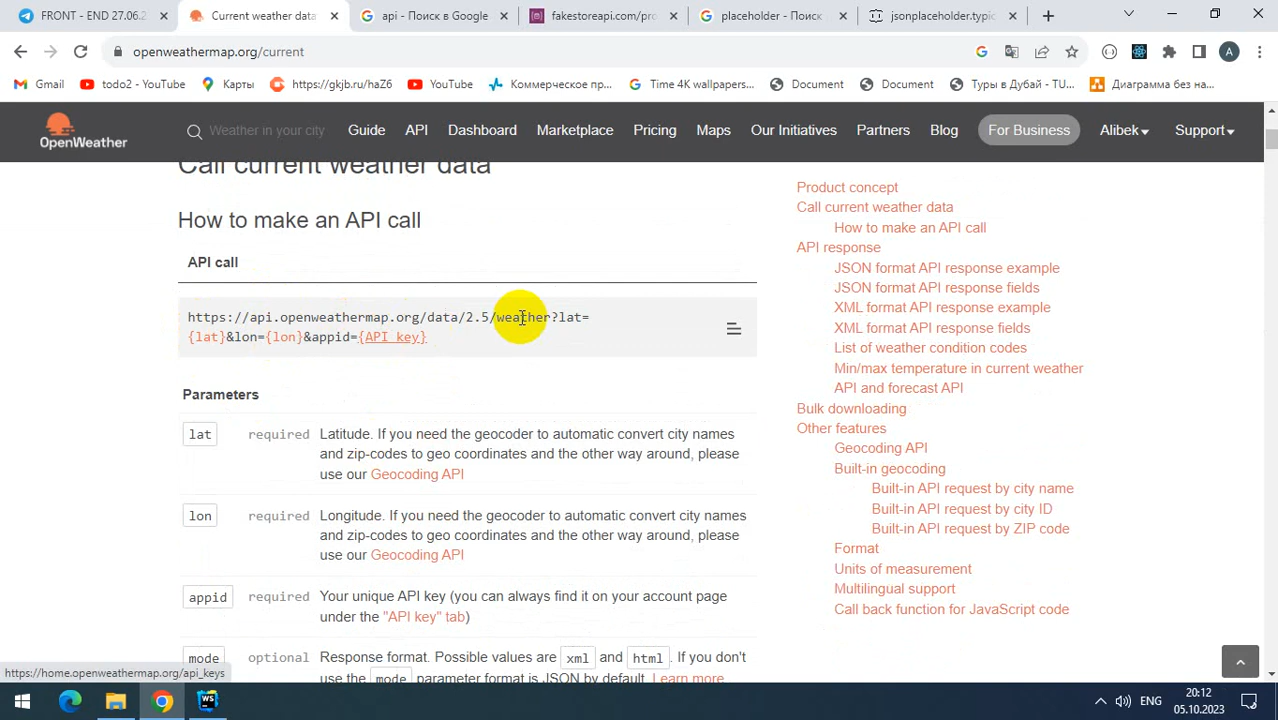 FRONT - END 27.06.2
Current weather data
api - Поиск в Google
fakestoreapi.com/pro
placeholder - Поиск
jsonplaceholder.typic
openweathermap.org/current
A
Gmail
todo2 - YouTube
Карты
https://gkjb.ru/haZ6
YouTube
Коммерческое пр...
Time 4K wallpapers...
Document
Document
Туры в Дубай - TU...
Диаграмма без на...
OpenWeather
Weather in your city
Guide
API
Dashboard
Marketplace
Pricing
Maps
Our Initiatives
Partners
Blog
For Business
Alibek
Support
Call current weather data
How to make an API call
API call
https://api.openweathermap.org/data/2.5/weather?lat=
{lat}&lon={lon}&appid={API key}
Parameters
lat required Latitude. If you need the geocoder to automatic convert city names
and zip-codes to geo coordinates and the other way around, please
use our Geocoding API
lon required Longitude. If you need the geocoder to automatic convert city names
and zip-codes to geo coordinates and the other way around, please
use our Geocoding API
appid required Your unique API key (you can always find it on your account page
under the "API key" tab)
mode optional Response format. Possible values are xml and html. If you don't
use the mode parameter format is JSON by default. Learn more
Product concept
Call current weather data
How to make an API call
API response
JSON format API response example
JSON format API response fields
XML format API response example
XML format API response fields
List of weather condition codes
Min/max temperature in current weather
API and forecast API
Bulk downloading
Other features
Geocoding API
Built-in geocoding
Built-in API request by city name
Built-in API request by city ID
Built-in API request by ZIP code
Format
Units of measurement
Multilingual support
Call back function for JavaScript code
https://home.openweathermap.org/api_keys
WS
ENG
20:12
05.10.2023